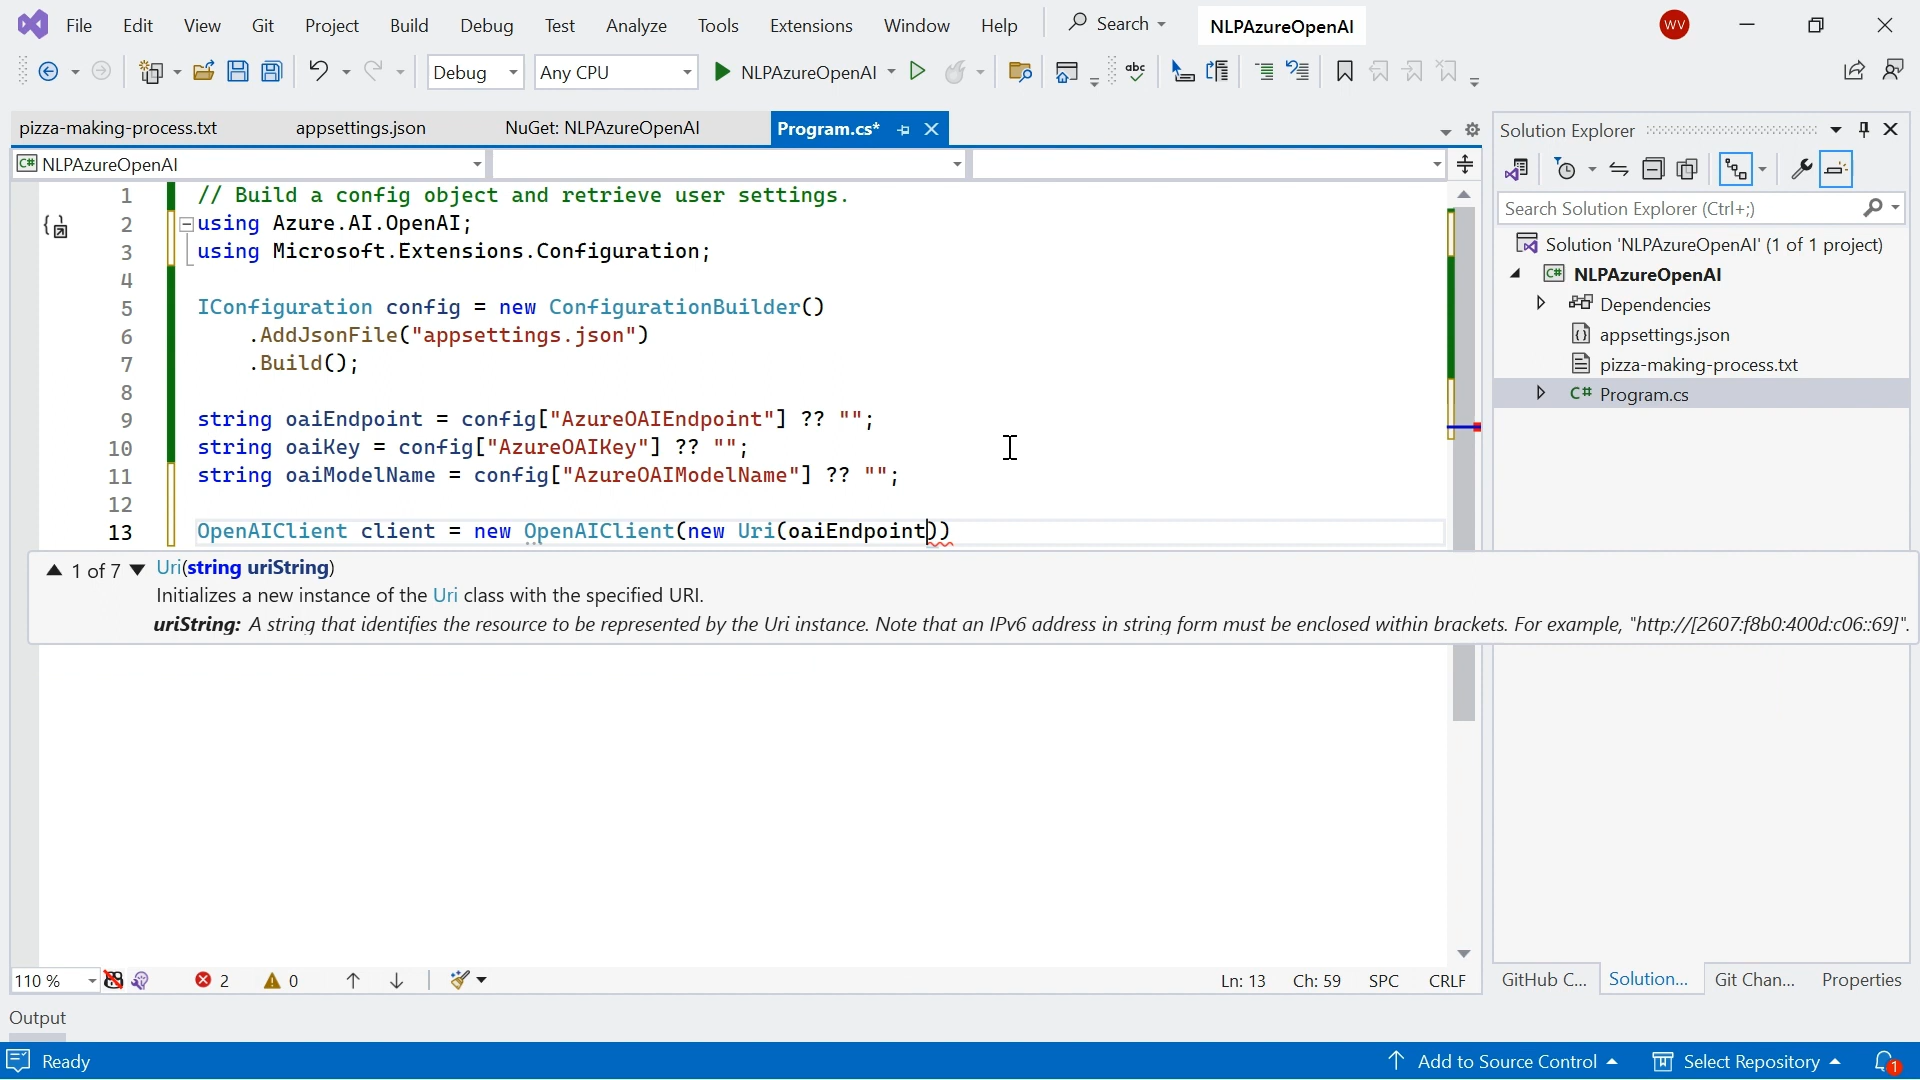 File Edit View Git Project Build Debug Test Analyze Tools Extensions Window Help Search NLPAzureOpenAI WV
Debug Any CPU NLPAzureOpenAI abc
pizza-making-process.txt appsettings.json NuGet: NLPAzureOpenAI Program.cs*
C# NLPAzureOpenAI
1 // Build a config object and retrieve user settings.
2 using Azure.AI.OpenAI;
3 using Microsoft.Extensions.Configuration;
4
5 IConfiguration config = new ConfigurationBuilder()
6 .AddJsonFile("appsettings.json")
7 .Build();
8
9 string oaiEndpoint = config["AzureOAIEndpoint"] ?? "";
10 string oaiKey = config["AzureOAIKey"] ?? "";
11 string oaiModelName = config["AzureOAIModelName"] ?? "";
12
13 OpenAIClient client = new OpenAIClient(new Uri(oaiEndpoint))
1 of 7 Uri(string uriString)
Initializes a new instance of the Uri class with the specified URI.
uriString: A string that identifies the resource to be represented by the Uri instance. Note that an IPv6 address in string form must be enclosed within brackets. For example, "http://[2607:f8b0:400d:c06::69]".
110 % 2 0 Ln: 13 Ch: 59 SPC CRLF
Solution Explorer
Search Solution Explorer (Ctrl+;)
Solution 'NLPAzureOpenAI' (1 of 1 project)
C# NLPAzureOpenAI
Dependencies
appsettings.json
pizza-making-process.txt
C# Program.cs
GitHub C... Solution... Git Chan... Properties
Output
Ready Add to Source Control Select Repository 1